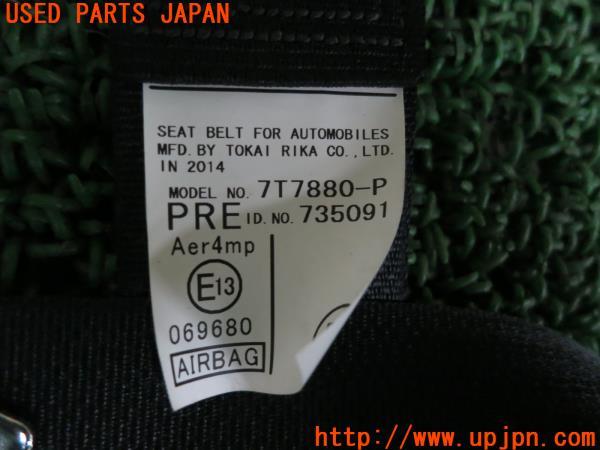 USED PARTS JAPAN
SEAT BELT FOR AUTOMOBILES
MFD. BY TOKAI RIKA CO., LTD.
IN 2014
MODEL NO. 7T7880-P
PRE ID. NO. 735091
Aer4mp
E13
069680
AIRBAG
http://www.upjpn.com/